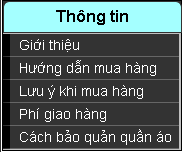 Thông tin
Giới thiệu
Hướng dẫn mua hàng
Lưu ý khi mua hàng
Phí giao hàng
Cách bảo quản quần áo